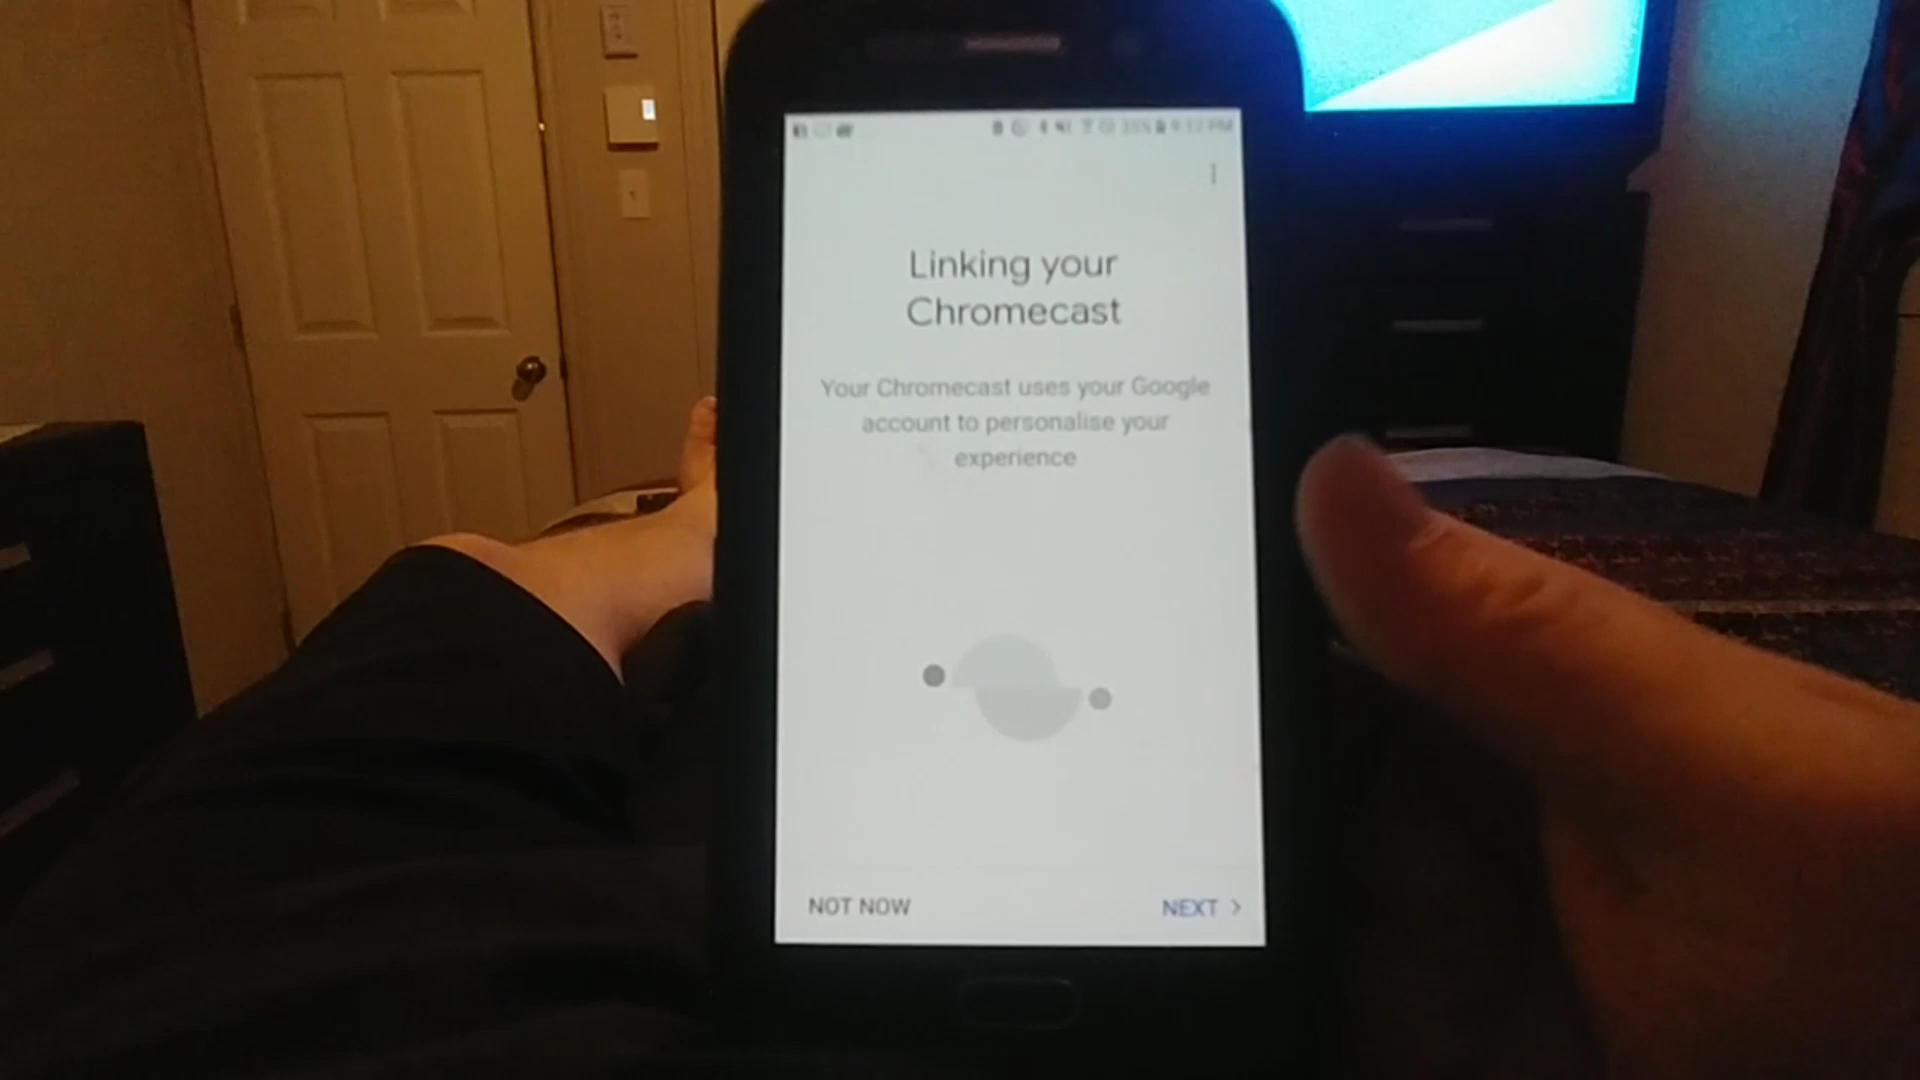 Linking your
Chromecast
Your Chromecast uses your Google
account to personalise your
experience
NOT NOW
NEXT >